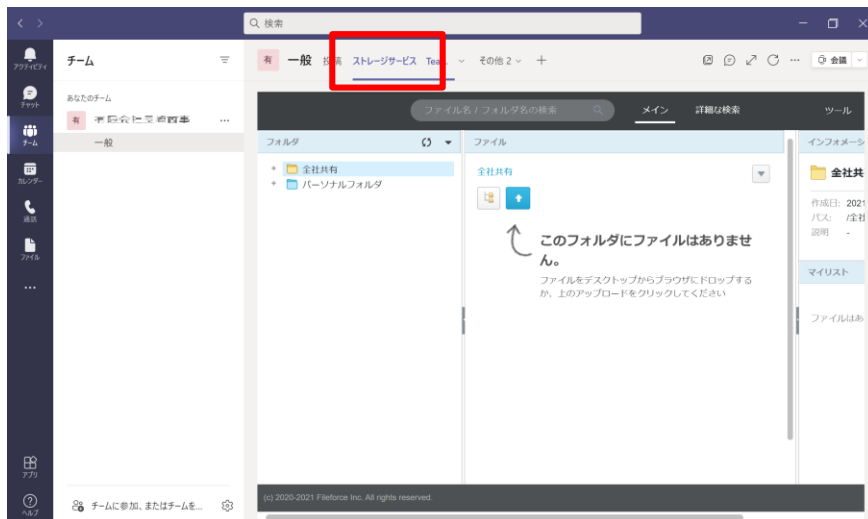 検索
アクティビティ
チャット
チーム
カレンダー
通話
ファイル
アプリ
ヘルプ
チーム
あなたのチーム
有
一般
チームに参加、またはチームを...
有 一般 投稿 ストレージサービス Tea... その他 2
会議
ファイル名 / フォルダ名の検索 メイン 詳細な検索 ツール
フォルダ
全社共有
パーソナルフォルダ
ファイル
全社共有
このフォルダにファイルはありませ
ん。
ファイルをデスクトップからブラウザにドロップする
か、上のアップロードをクリックしてください
インフォメーシ
全社共
作成日: 2021
パス: /全社
説明 -
マイリスト
ファイルはあ
(c) 2020-2021 Fileforce Inc. All rights reserved.